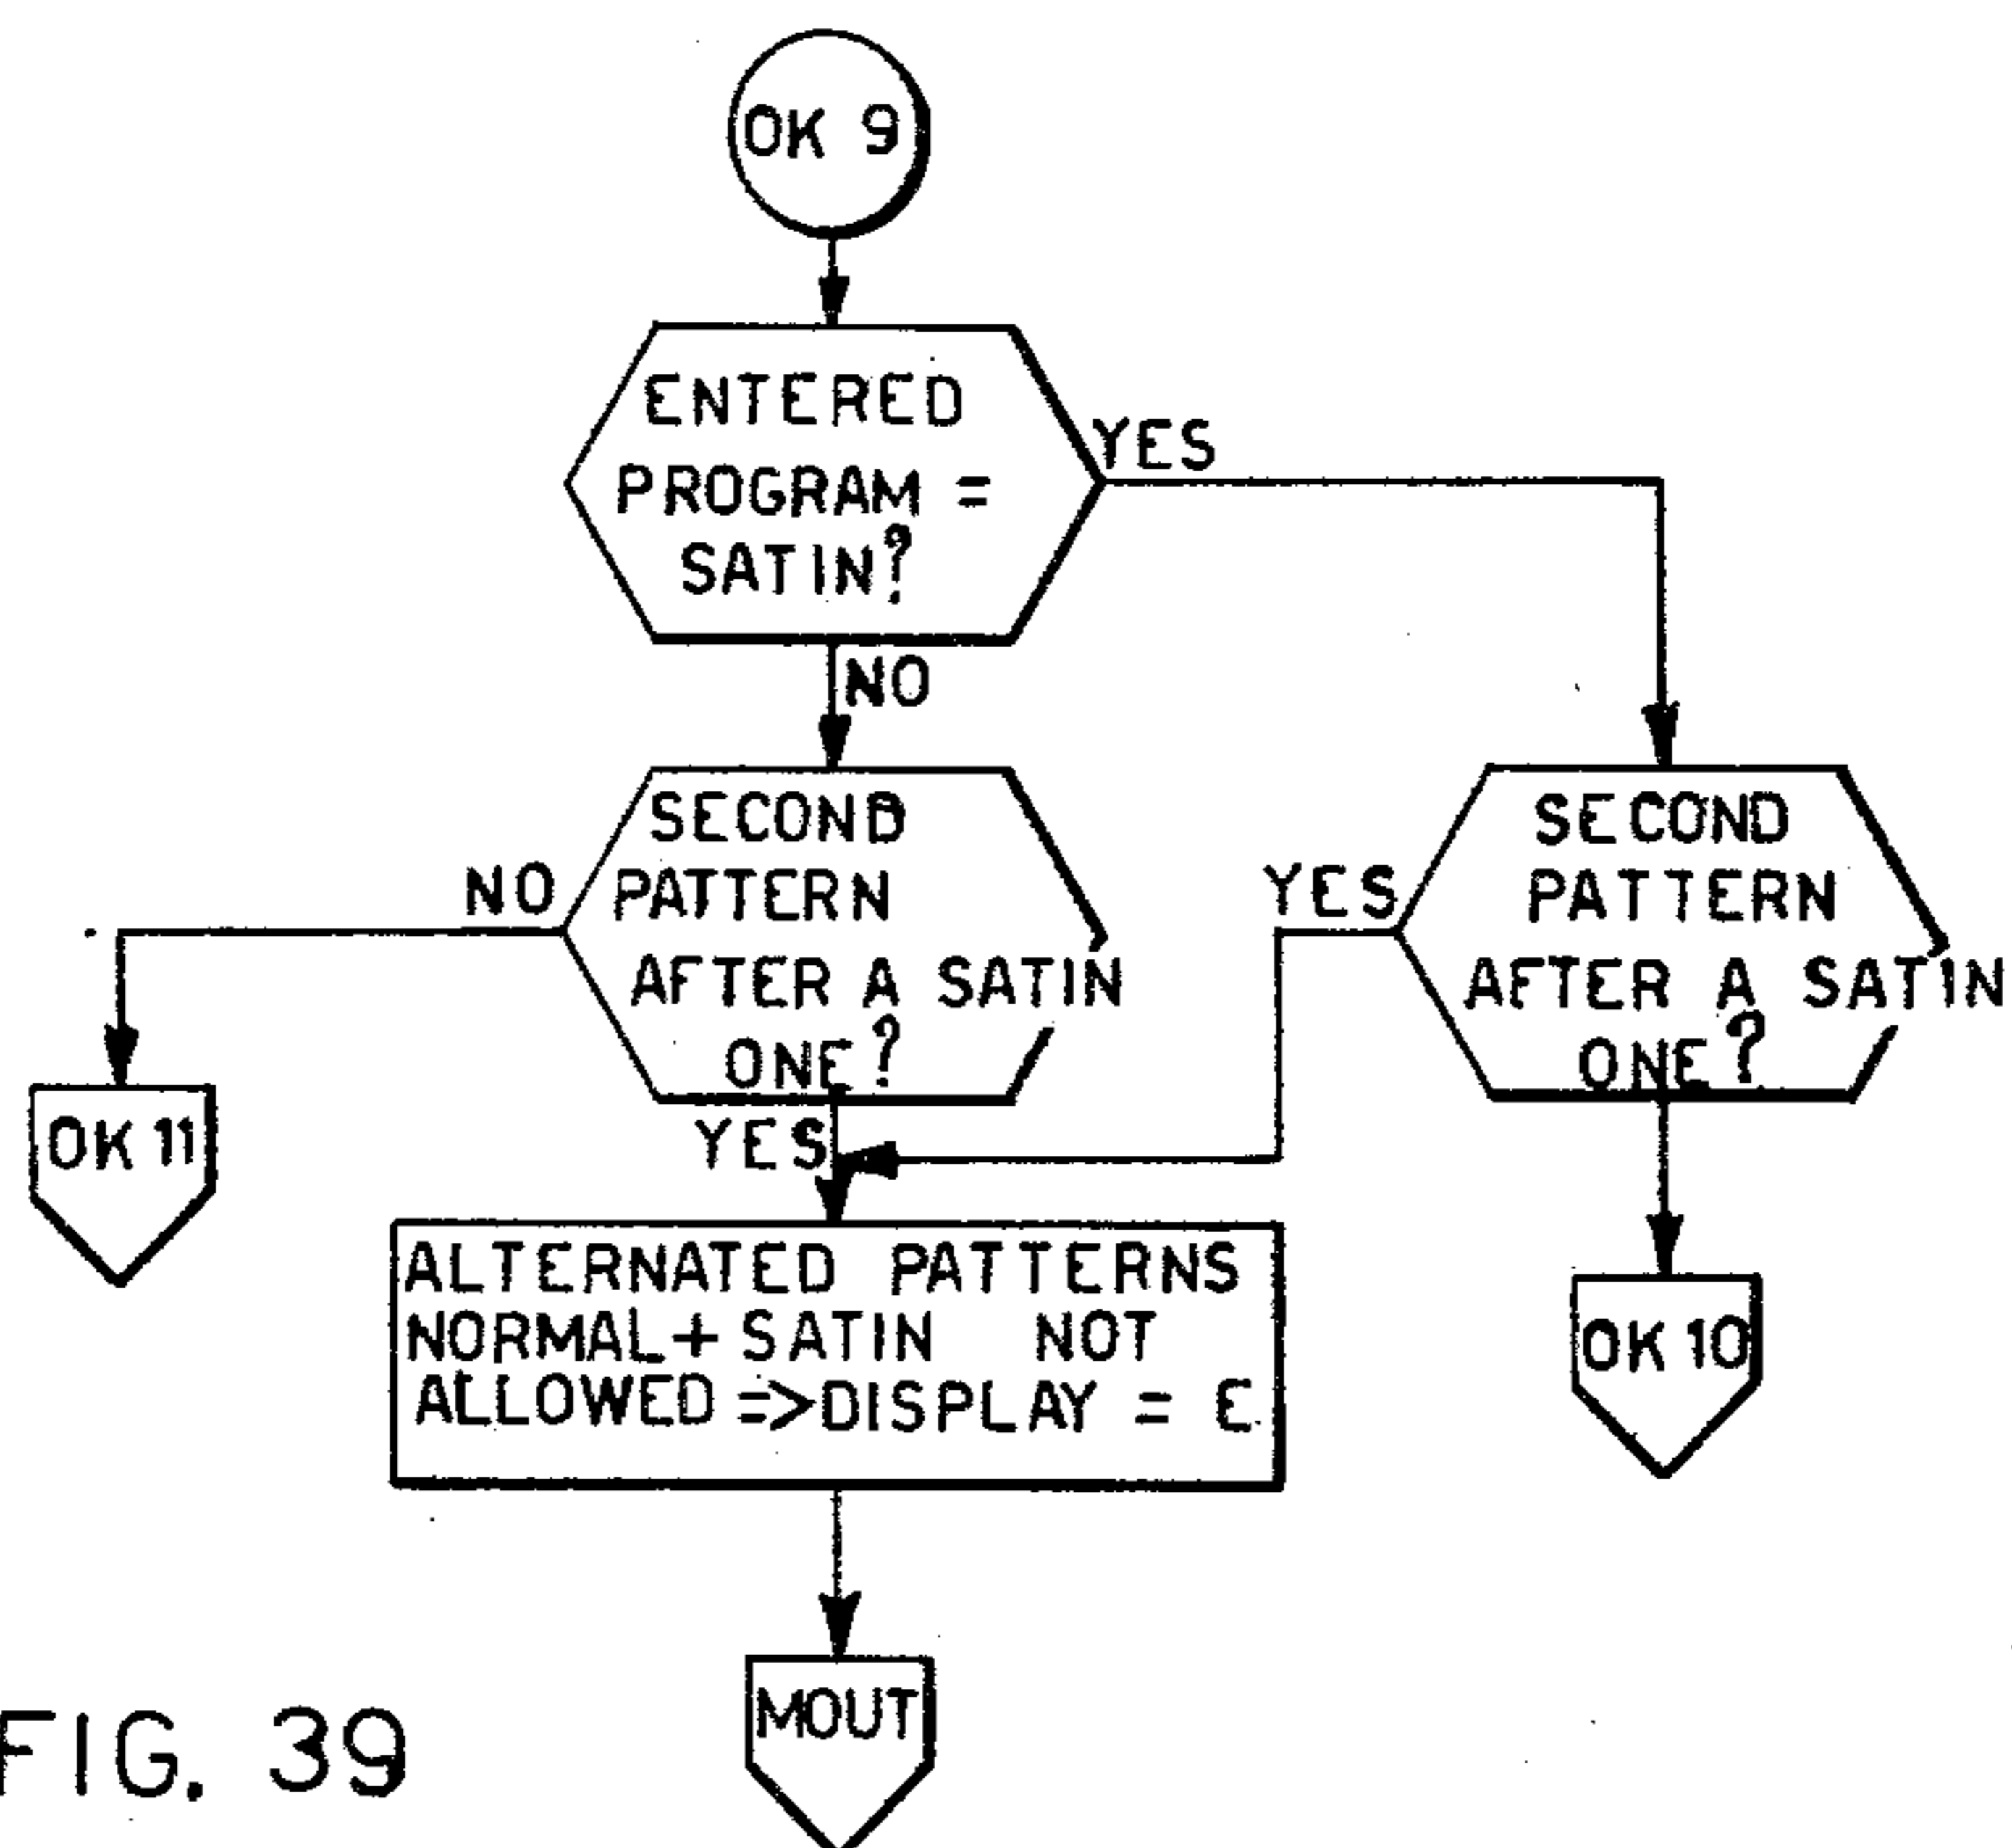 OK 9
ENTERED
PROGRAM =
SATIN?
YES
NO
SECOND
PATTERN
AFTER A SATIN
ONE?
NO
YES
SECOND
PATTERN
AFTER A SATIN
ONE?
YES
OK 11
ALTERNATED PATTERNS
NORMAL + SATIN NOT
ALLOWED => DISPLAY = E
OK 10
MOUT
FIG. 39